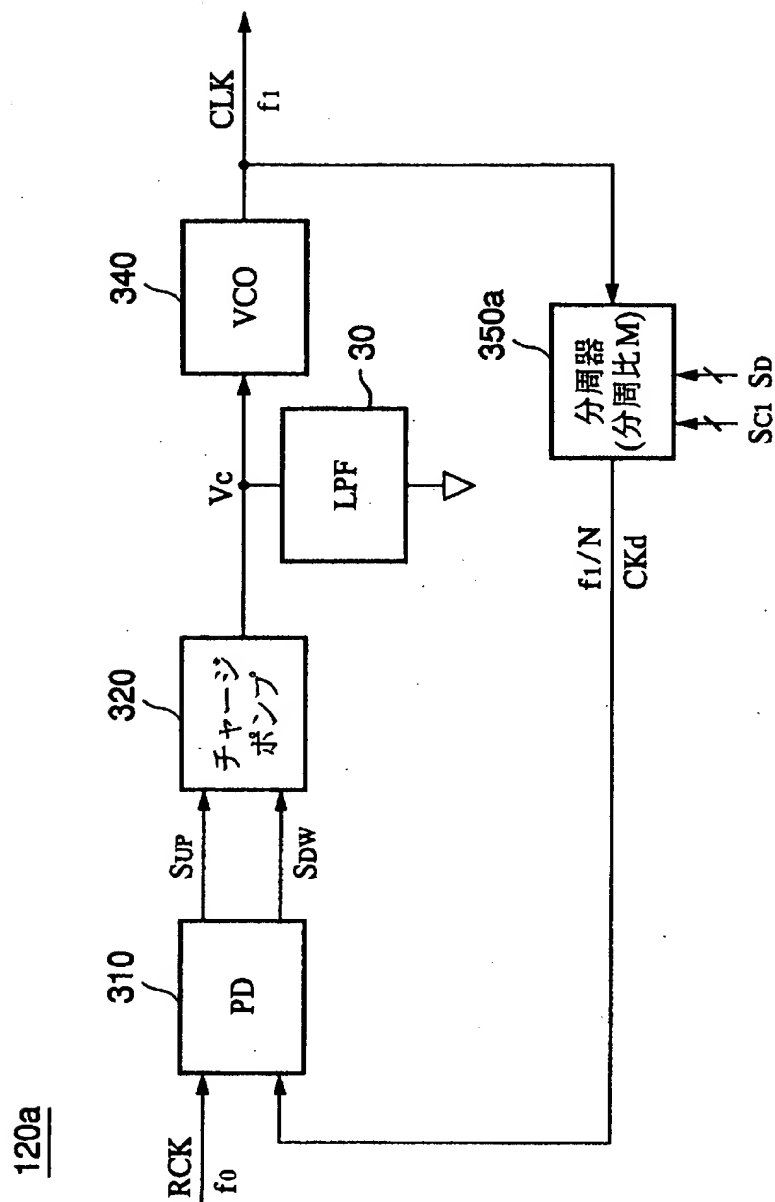 120a
RCK
f0
310
PD
SUP
SDW
320
チャージ
ポンプ
Vc
30
LPF
340
VCO
CLK
f1
350a
分周器
(分周比M)
SC1 SD
f1/N
CKd